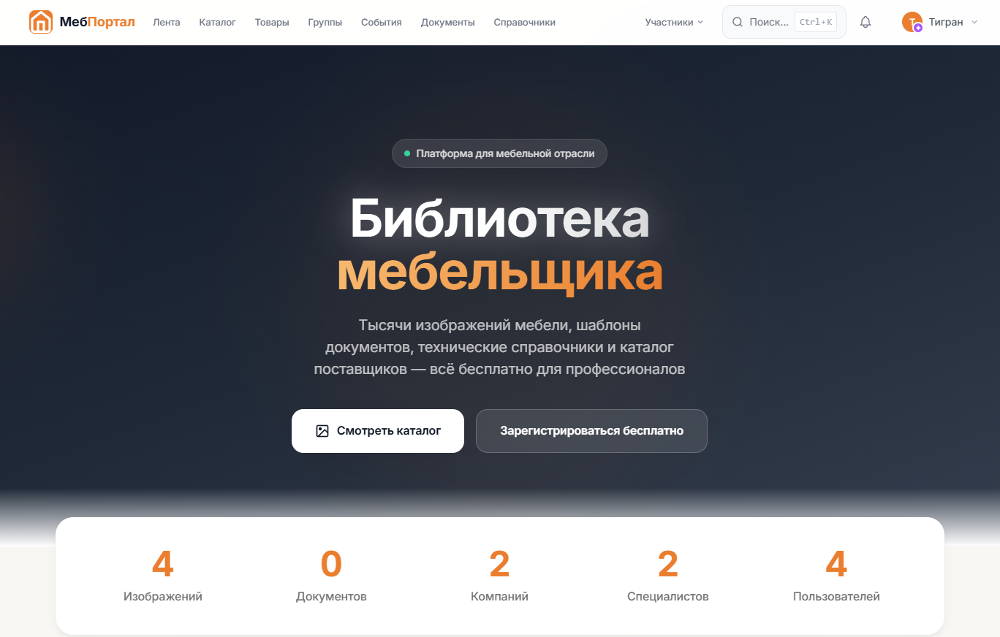 МебПортал Лента Каталог Товары Группы События Документы Справочники Участники Поиск... Ctrl+K Т Тигран
Платформа для мебельной отрасли
Библиотека
мебельщика
Тысячи изображений мебели, шаблоны
документов, технические справочники и каталог
поставщиков — всё бесплатно для профессионалов
Смотреть каталог Зарегистрироваться бесплатно
4 0 2 2 4
Изображений Документов Компаний Специалистов Пользователей